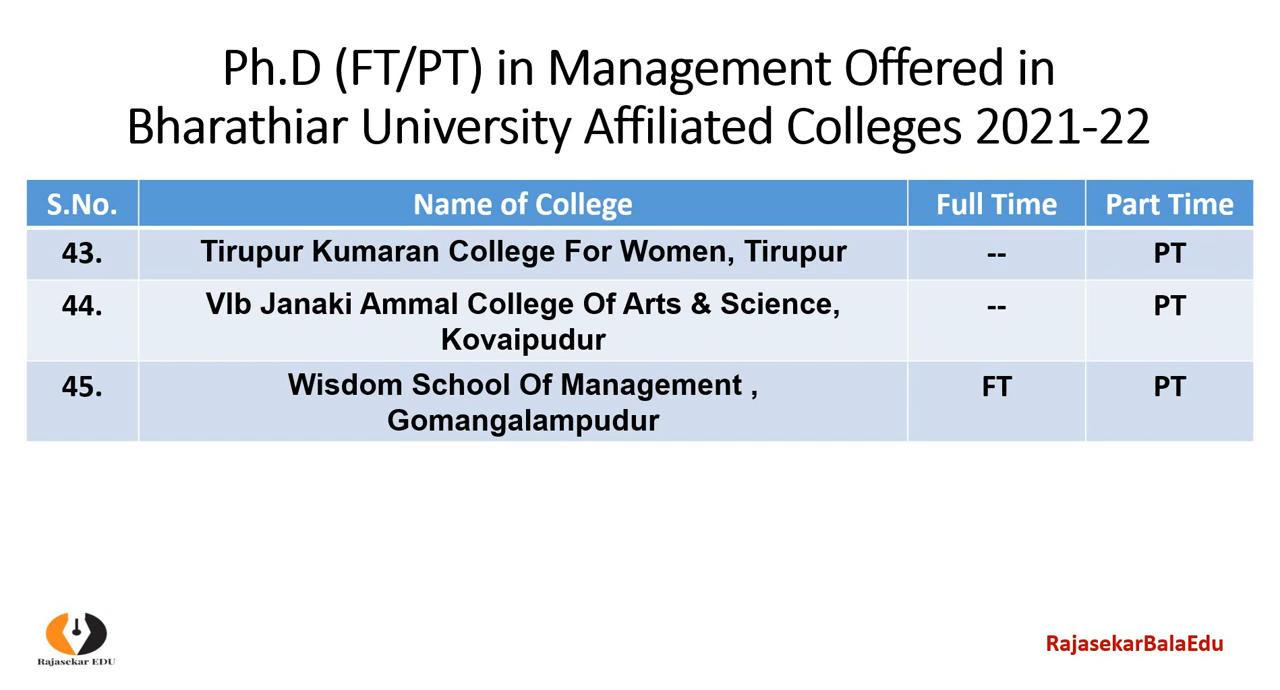 Ph.D (FT/PT) in Management Offered in
Bharathiar University Affiliated Colleges 2021-22
S.No. Name of College Full Time Part Time
43. Tirupur Kumaran College For Women, Tirupur -- PT
44. Vlb Janaki Ammal College Of Arts & Science, -- PT
Kovaipudur
45. Wisdom School Of Management , FT PT
Gomangalampudur
Rajasekar EDU
RajasekarBalaEdu